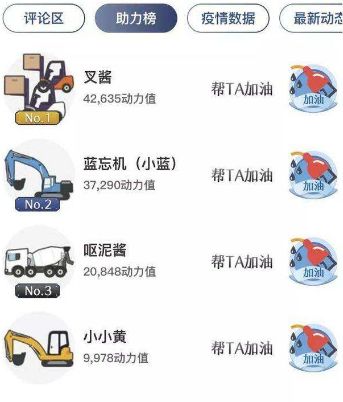 评论区 助力榜 疫情数据 最新动态
叉酱
42,635动力值
帮TA加油
加油
No.1
蓝忘机（小蓝）
37,290动力值
帮TA加油
加油
No.2
呕泥酱
20,848动力值
帮TA加油
加油
No.3
小小黄
9,978动力值
帮TA加油
加油